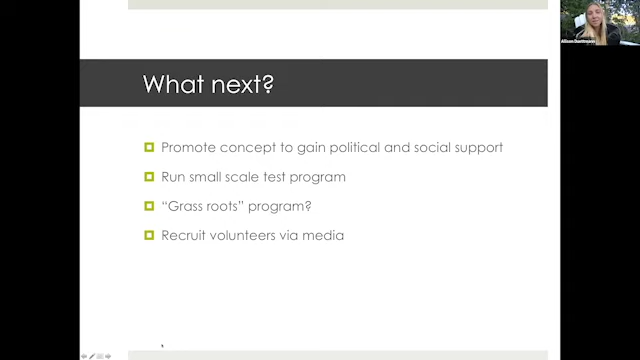 What next?
Promote concept to gain political and social support
Run small scale test program
“Grass roots” program?
Recruit volunteers via media
Allison